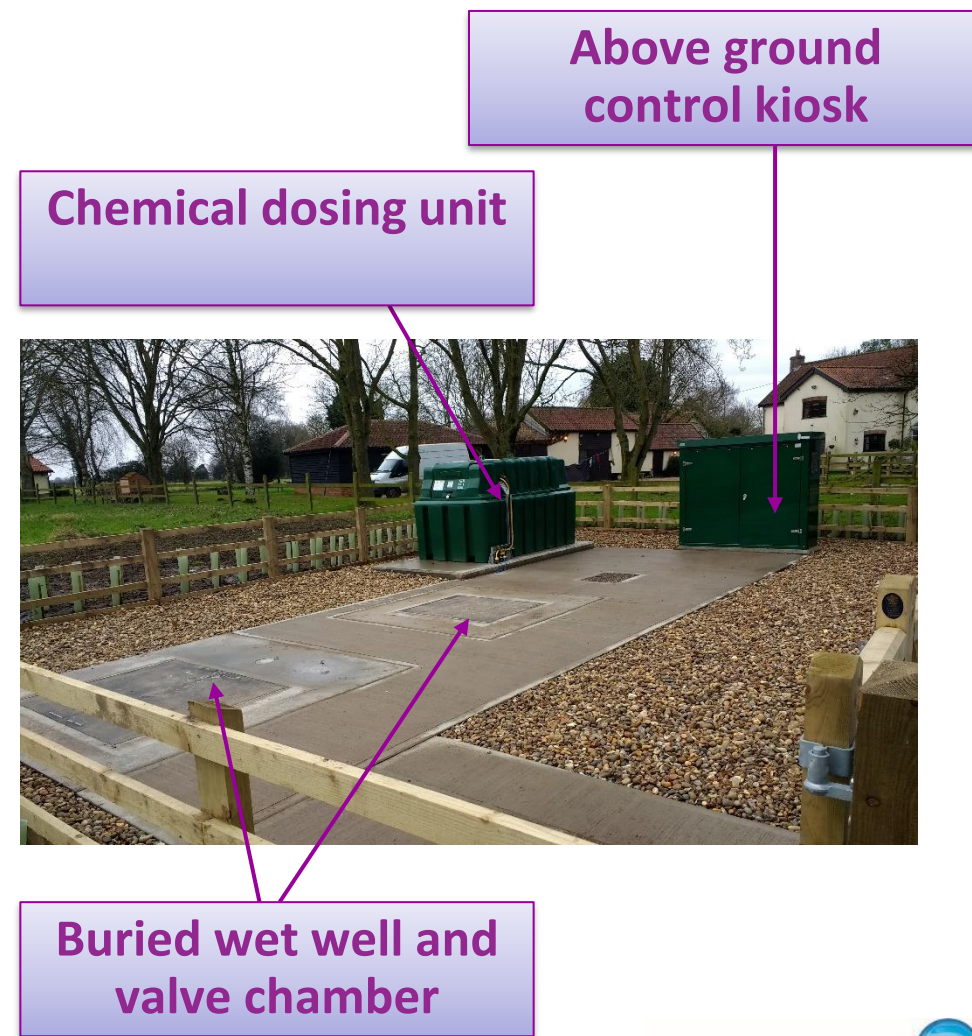 Above ground
control kiosk
Chemical dosing unit
Buried wet well and
valve chamber